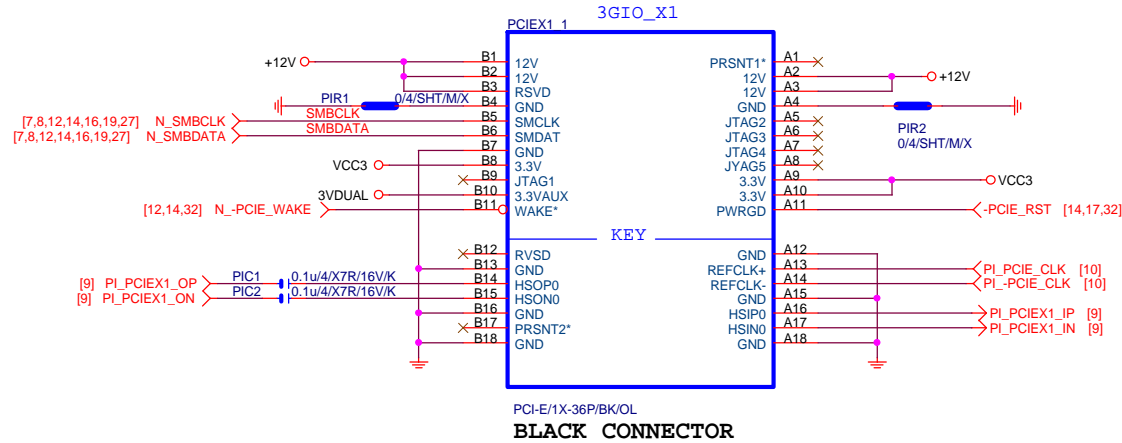 3GIO_X1
PCIEX1_1
+12V B1 12V PRSNT1* A1
B2 12V 12V A2 +12V
B3 RSVD 12V A3
PIR1 0/4/SHT/M/X B4 GND GND A4
[7,8,12,14,16,19,27] N_SMBCLK SMBCLK B5 SMCLK JTAG2 A5
[7,8,12,14,16,19,27] N_SMBDATA SMBDATA B6 SMDAT JTAG3 A6 PIR2
B7 GND JTAG4 A7 0/4/SHT/M/X
VCC3 B8 3.3V JYAG5 A8
B9 JTAG1 3.3V A9 VCC3
3VDUAL B10 3.3VAUX 3.3V A10
[12,14,32] N_-PCIE_WAKE B11 WAKE* PWRGD A11 -PCIE_RST [14,17,32]
KEY
B12 RVSD GND A12
B13 GND REFCLK+ A13 PI_PCIE_CLK [10]
[9] PI_PCIEX1_OP PIC1 0.1u/4/X7R/16V/K B14 HSOP0 REFCLK- A14 PI_-PCIE_CLK [10]
[9] PI_PCIEX1_ON PIC2 0.1u/4/X7R/16V/K B15 HSON0 GND A15
B16 GND HSIP0 A16 PI_PCIEX1_IP [9]
B17 PRSNT2* HSIN0 A17 PI_PCIEX1_IN [9]
B18 GND GND A18
PCI-E/1X-36P/BK/OL
BLACK CONNECTOR